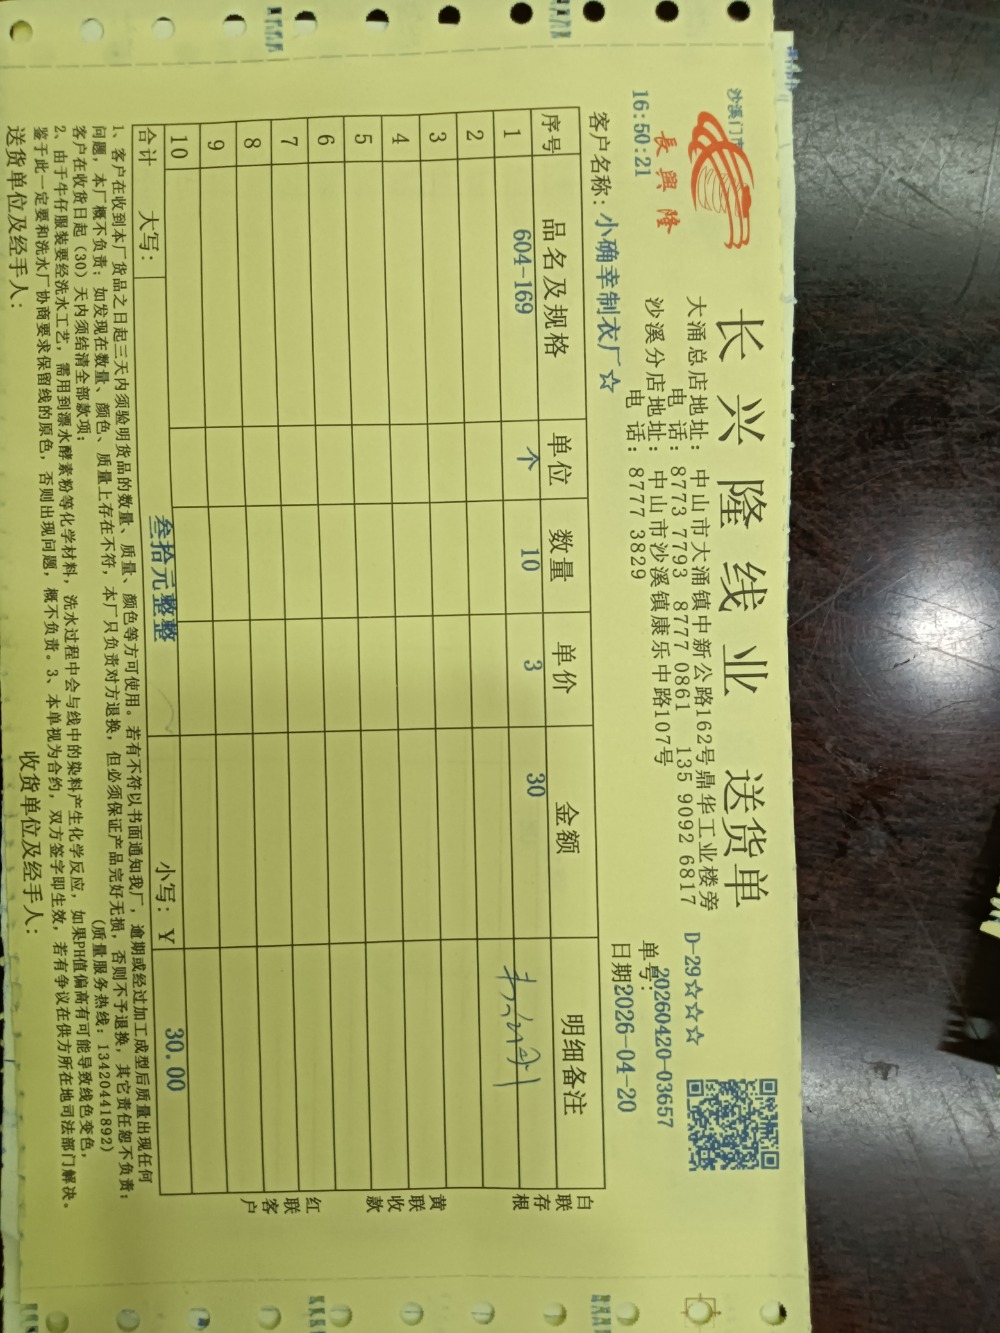 沙溪门市
長興隆
16:50:21
长兴隆线业 送货单
大涌总店地址: 中山市大涌镇中新公路162号鼎华工业楼旁
电 话: 8773 7793 8777 0861 135 9092 6817
沙溪分店地址: 中山市沙溪镇康乐中路107号
电 话: 8777 3829
D-29☆☆☆
单号: 20260420-03657
日期2026-04-20
客户名称: 小确幸制衣厂☆
序号 品名及规格 单位 数量 单价 金额 明细备注
1 604-169 个 10 3 30
2
3
4
5
6
7
8
9
10
合计 大写: 叁拾元整整 小写: ¥ 30.00
白联存根
黄联收款
红联客户
1、客户在收到本厂货品之日起三天内须验明货品的数量、质量、颜色等方可使用。若有不符以书面通知我厂，逾期或经过加工成型后质量出现任何
问题，本厂概不负责；如发现在数量、颜色、质量上存在不符，本厂只负责对方退换，但必须保证产品完好无损，否则不予退换，其它责任恕不负责；
客户在收货日起(30)天内须结清全部款项； (质量服务热线：13420441892)
2、由于牛仔服装要经洗水工艺，需用到漂水酵素粉等化学材料，洗水过程中会与线中的染料产生化学反应，如果PH值偏高有可能导致线色变色，
鉴于此一定要和洗水厂协商要求保留线的原色，否则出现问题，概不负责。3、本单视为合约，双方签字即生效，若有争议在供方所在地司法部门解决。
送货单位及经手人: 收货单位及经手人: